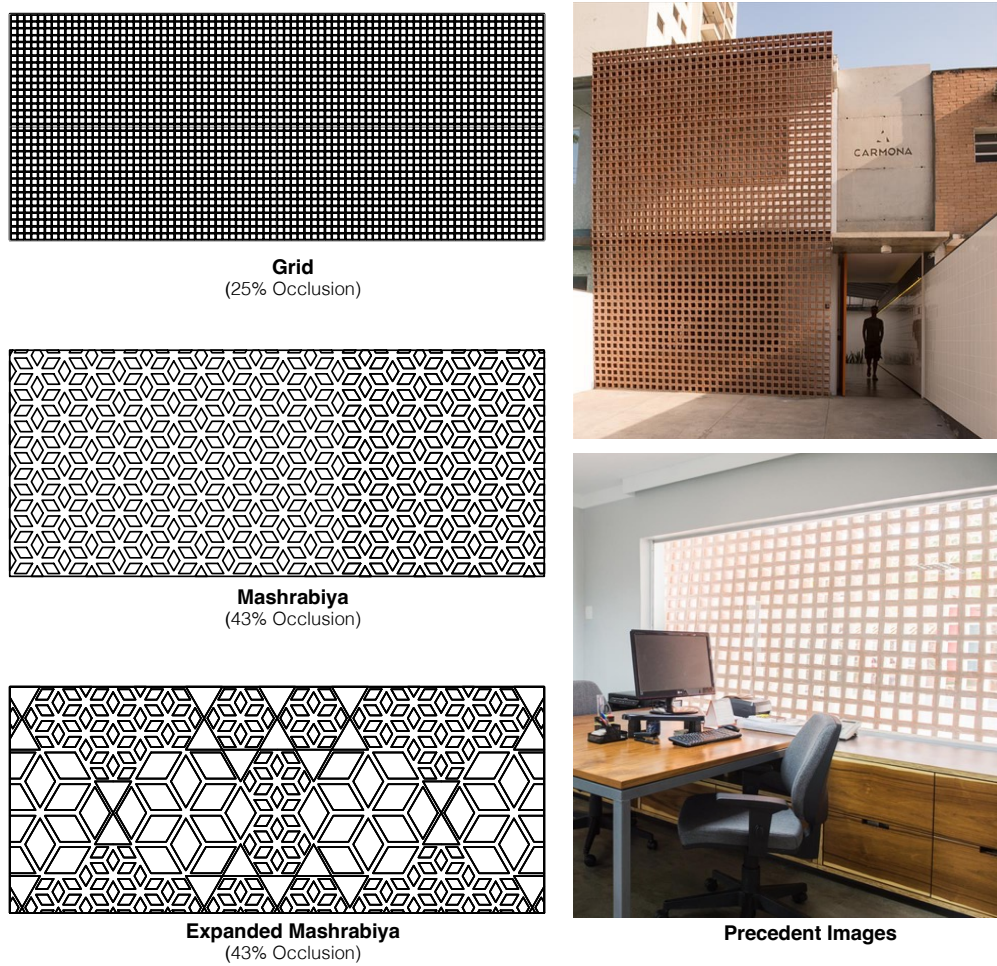 Grid
(25% Occlusion)
CARMONA
Mashrabiya
(43% Occlusion)
Expanded Mashrabiya
(43% Occlusion)
Precedent Images